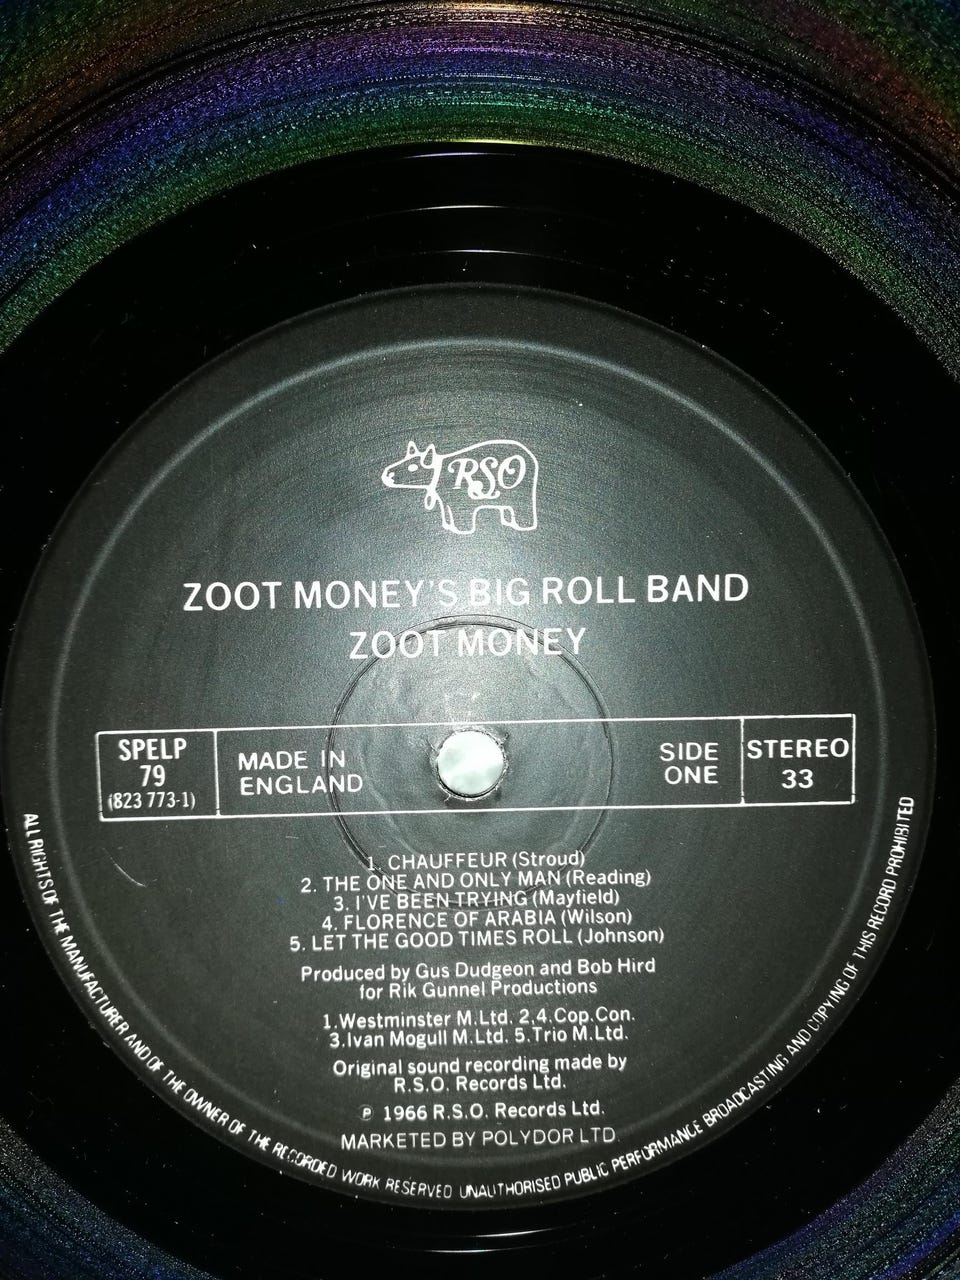 RSO
ZOOT MONEY'S BIG ROLL BAND
ZOOT MONEY
SPELP
79
(823 773-1)
MADE IN
ENGLAND
SIDE
ONE
STEREO
33
1. CHAUFFEUR (Stroud)
2. THE ONE AND ONLY MAN (Reading)
3. I'VE BEEN TRYING (Mayfield)
4. FLORENCE OF ARABIA (Wilson)
5. LET THE GOOD TIMES ROLL (Johnson)
Produced by Gus Dudgeon and Bob Hird
for Rik Gunnel Productions
1.Westminster M.Ltd. 2,4.Cop.Con.
3.Ivan Mogull M.Ltd. 5.Trio M.Ltd.
Original sound recording made by
R.S.O. Records Ltd.
℗ 1966 R.S.O. Records Ltd.
MARKETED BY POLYDOR LTD.
ALL RIGHTS OF THE MANUFACTURER AND OF THE OWNER OF THE RECORDED WORK RESERVED UNAUTHORISED PUBLIC PERFORMANCE BROADCASTING AND COPYING OF THIS RECORD PROHIBITED